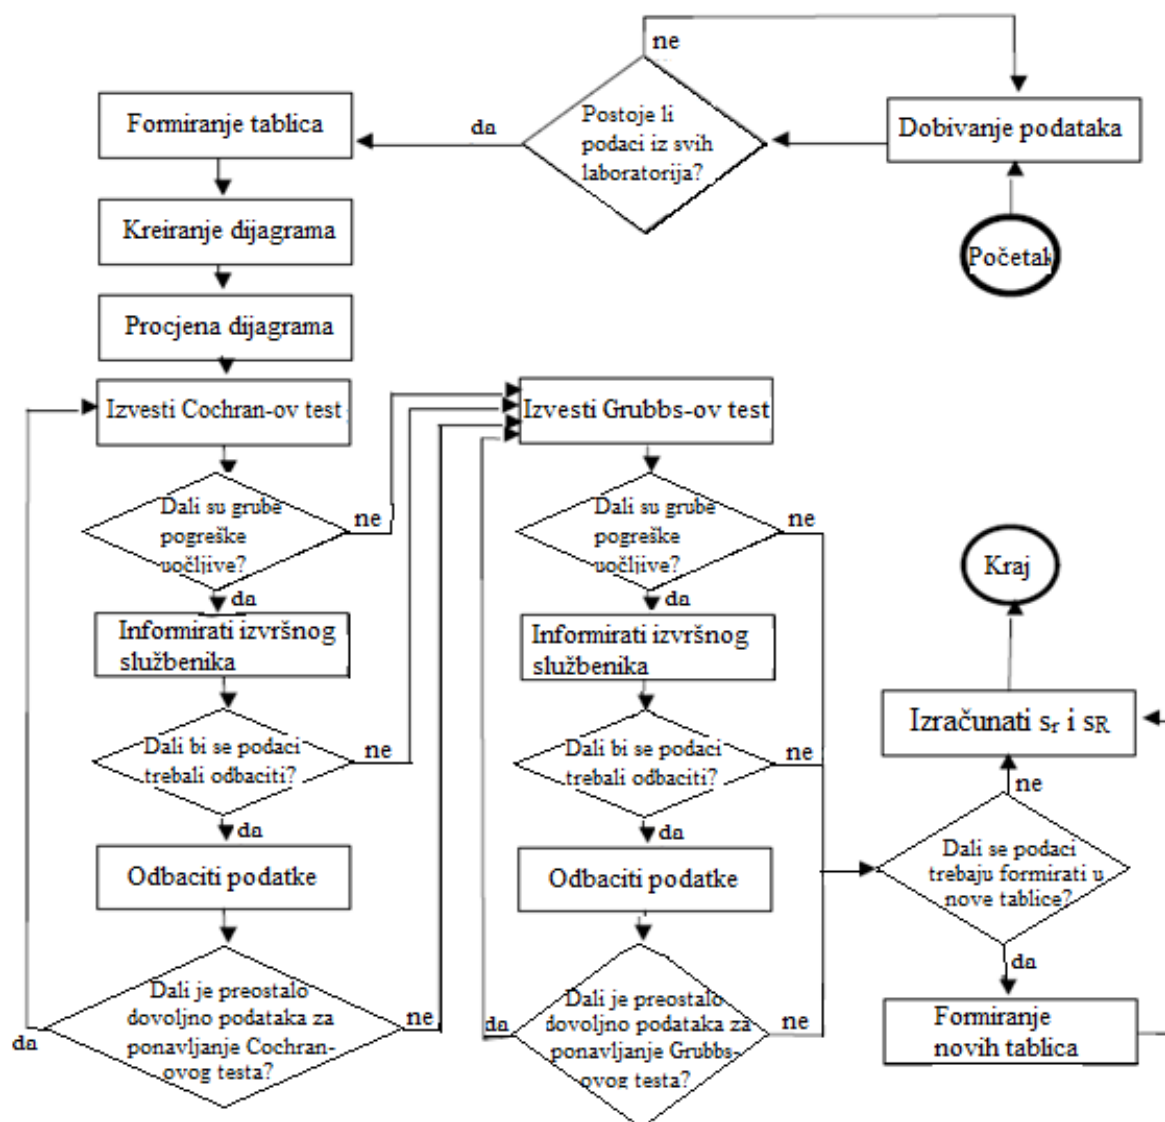 ne
Formiranje tablica
da
Postoje li
podaci iz svih
laboratorija?
Dobivanje podataka
Početak
Kreiranje dijagrama
Procjena dijagrama
Izvesti Cochran-ov test
Dali su grube
pogreške
uočljive?
ne
da
Informirati izvršnog
službenika
Dali bi se podaci
trebali odbaciti?
ne
da
Odbaciti podatke
Dali je preostalo
dovoljno podataka za
ponavljanje Cochran-
ovog testa?
da
ne
Izvesti Grubbs-ov test
Dali su grube
pogreške
uočljive?
ne
da
Informirati izvršnog
službenika
Dali bi se podaci
trebali odbaciti?
ne
da
Odbaciti podatke
Dali je preostalo
dovoljno podataka za
ponavljanje Grubbs-
ovog testa?
da
ne
Kraj
Izračunati sr i sR
ne
Dali se podaci
trebaju formirati u
nove tablice?
da
Formiranje
novih tablica